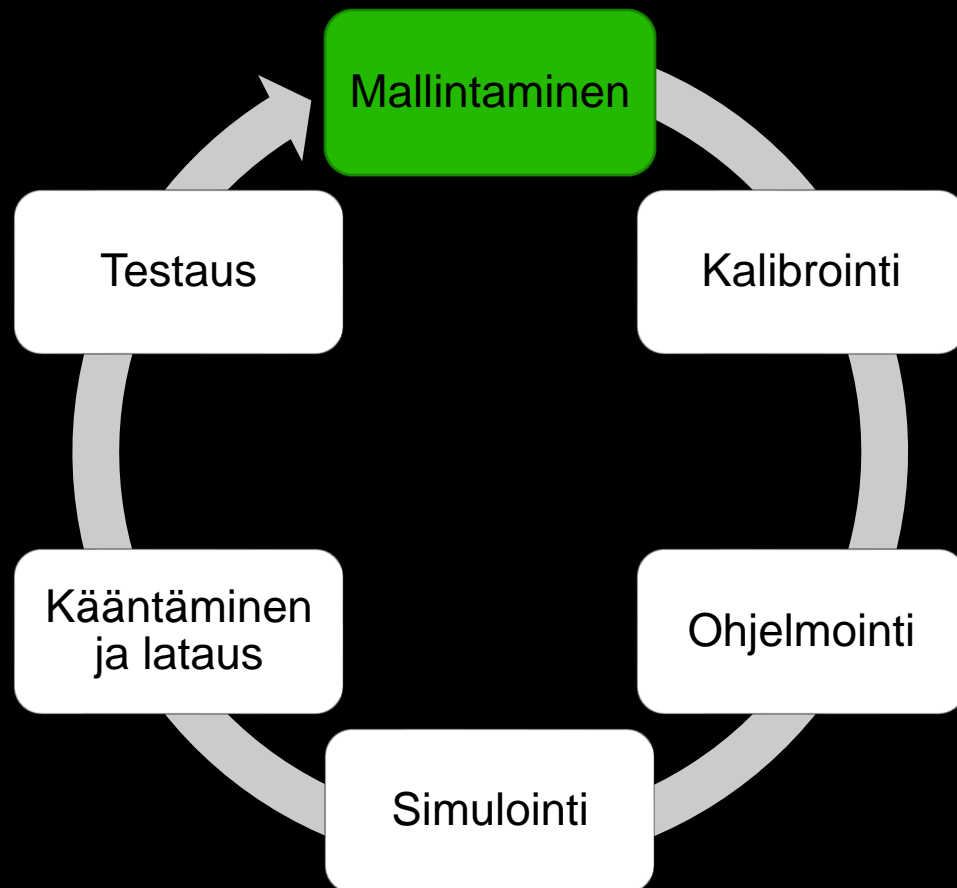 Mallintaminen
Kalibrointi
Ohjelmointi
Simulointi
Kääntäminen
ja lataus
Testaus